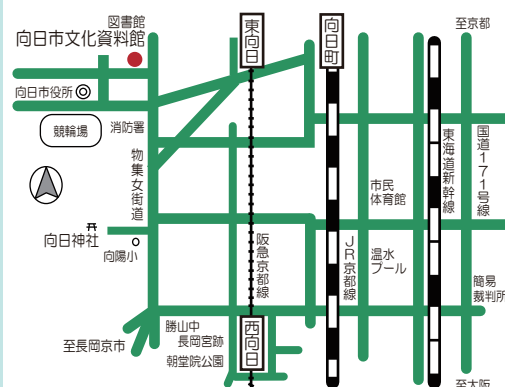 図書館
向日市文化資料館
東向日
向日町
至京都
向日市役所
競輪場
消防署
物集女街道
市民
体育館
東海道新幹線
国道171号線
向日神社
向陽小
阪急京都線
JR京都線
温水
プール
簡易
裁判所
勝山中
長岡宮跡
朝堂院公園
西向日
至長岡京市
至大阪